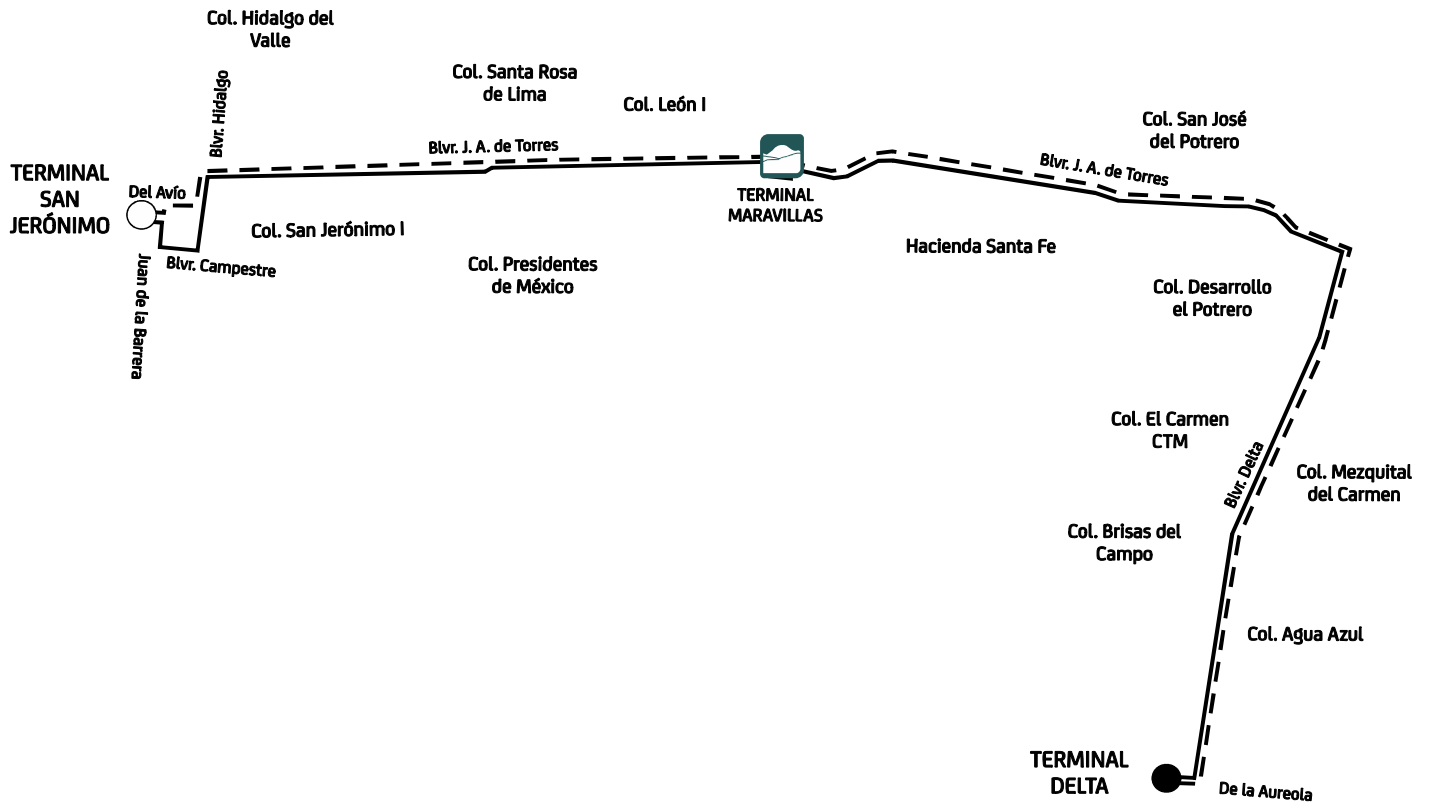 Col. Hidalgo del
Valle
Blvr. Hidalgo
Col. Santa Rosa
de Lima
Col. León I
Col. San José
del Potrero
Blvr. J. A. de Torres
Blvr. J. A. de Torres
TERMINAL
SAN
JERÓNIMO
Del Avío
TERMINAL
MARAVILLAS
Col. San Jerónimo I
Hacienda Santa Fe
Blvr. Campestre
Juan de la Barrera
Col. Presidentes
de México
Col. Desarrollo
el Potrero
Col. El Carmen
CTM
Blvr. Delta
Col. Mezquital
del Carmen
Col. Brisas del
Campo
Col. Agua Azul
TERMINAL
DELTA
De la Aureola